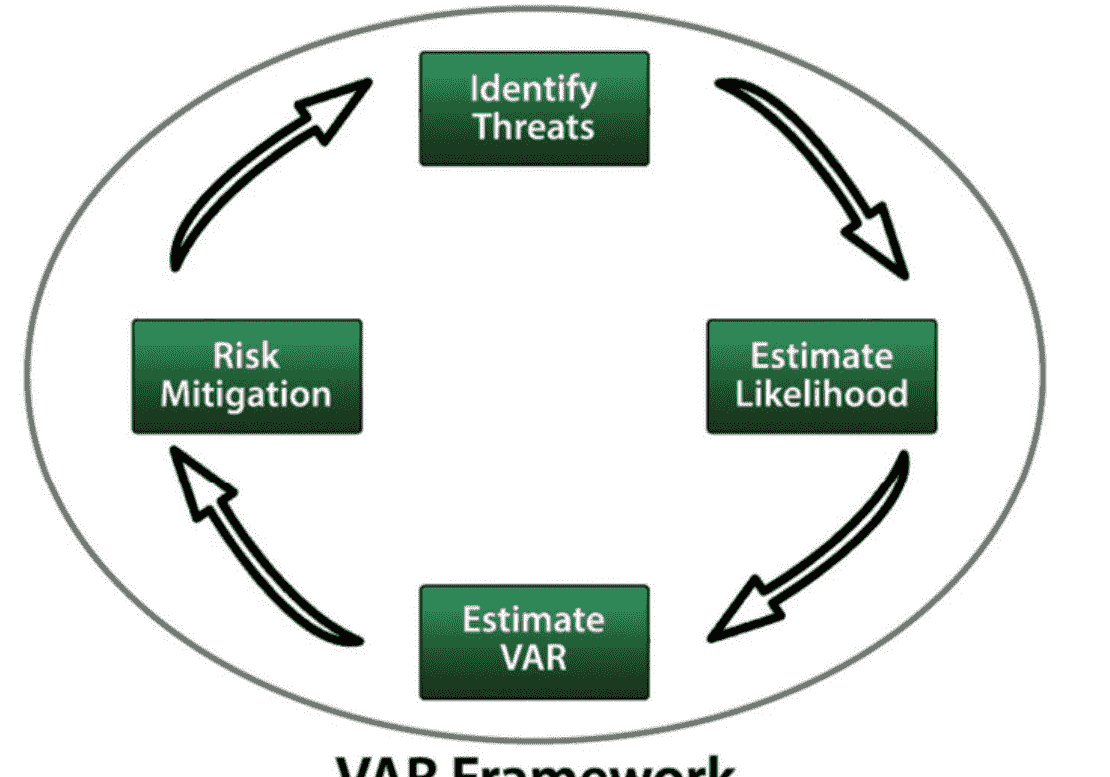 Identify
Threats
Risk
Mitigation
Estimate
Likelihood
Estimate
VAR
VAR Framework